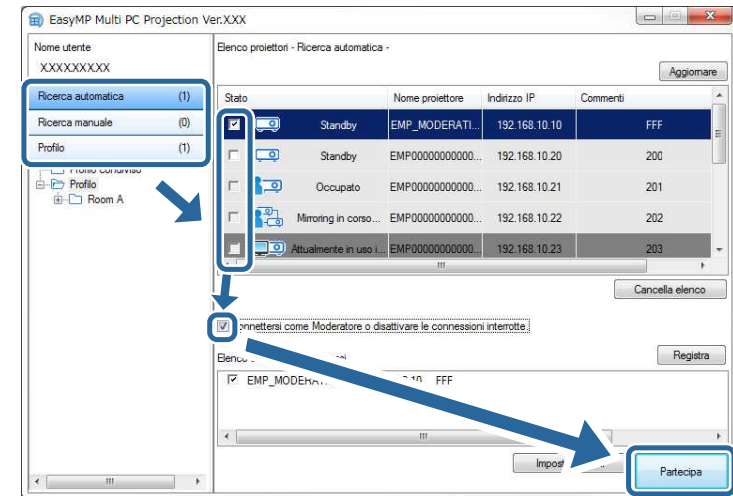 EasyMP Multi PC Projection Ver.X.XX
Nome utente
XXXXXXXXX
Ricerca automatica (1)
Ricerca manuale (0)
Profilo (1)
Profilo condiviso
Profilo
Room A
Elenco proiettori - Ricerca automatica -
Aggiornare
Stato Nome proiettore Indirizzo IP Commenti
Standby EMP_MODERATI... 192.168.10.10 FFF
Standby EMP00000000000... 192.168.10.20 200
Occupato EMP00000000000... 192.168.10.21 201
Mirroring in corso... EMP00000000000... 192.168.10.22 202
Attualmente in uso i... EMP00000000000... 192.168.10.23 203
Cancella elenco
connettersi come Moderatore o disattivare le connessioni interrotte.
Registra
FFF
Partecipa